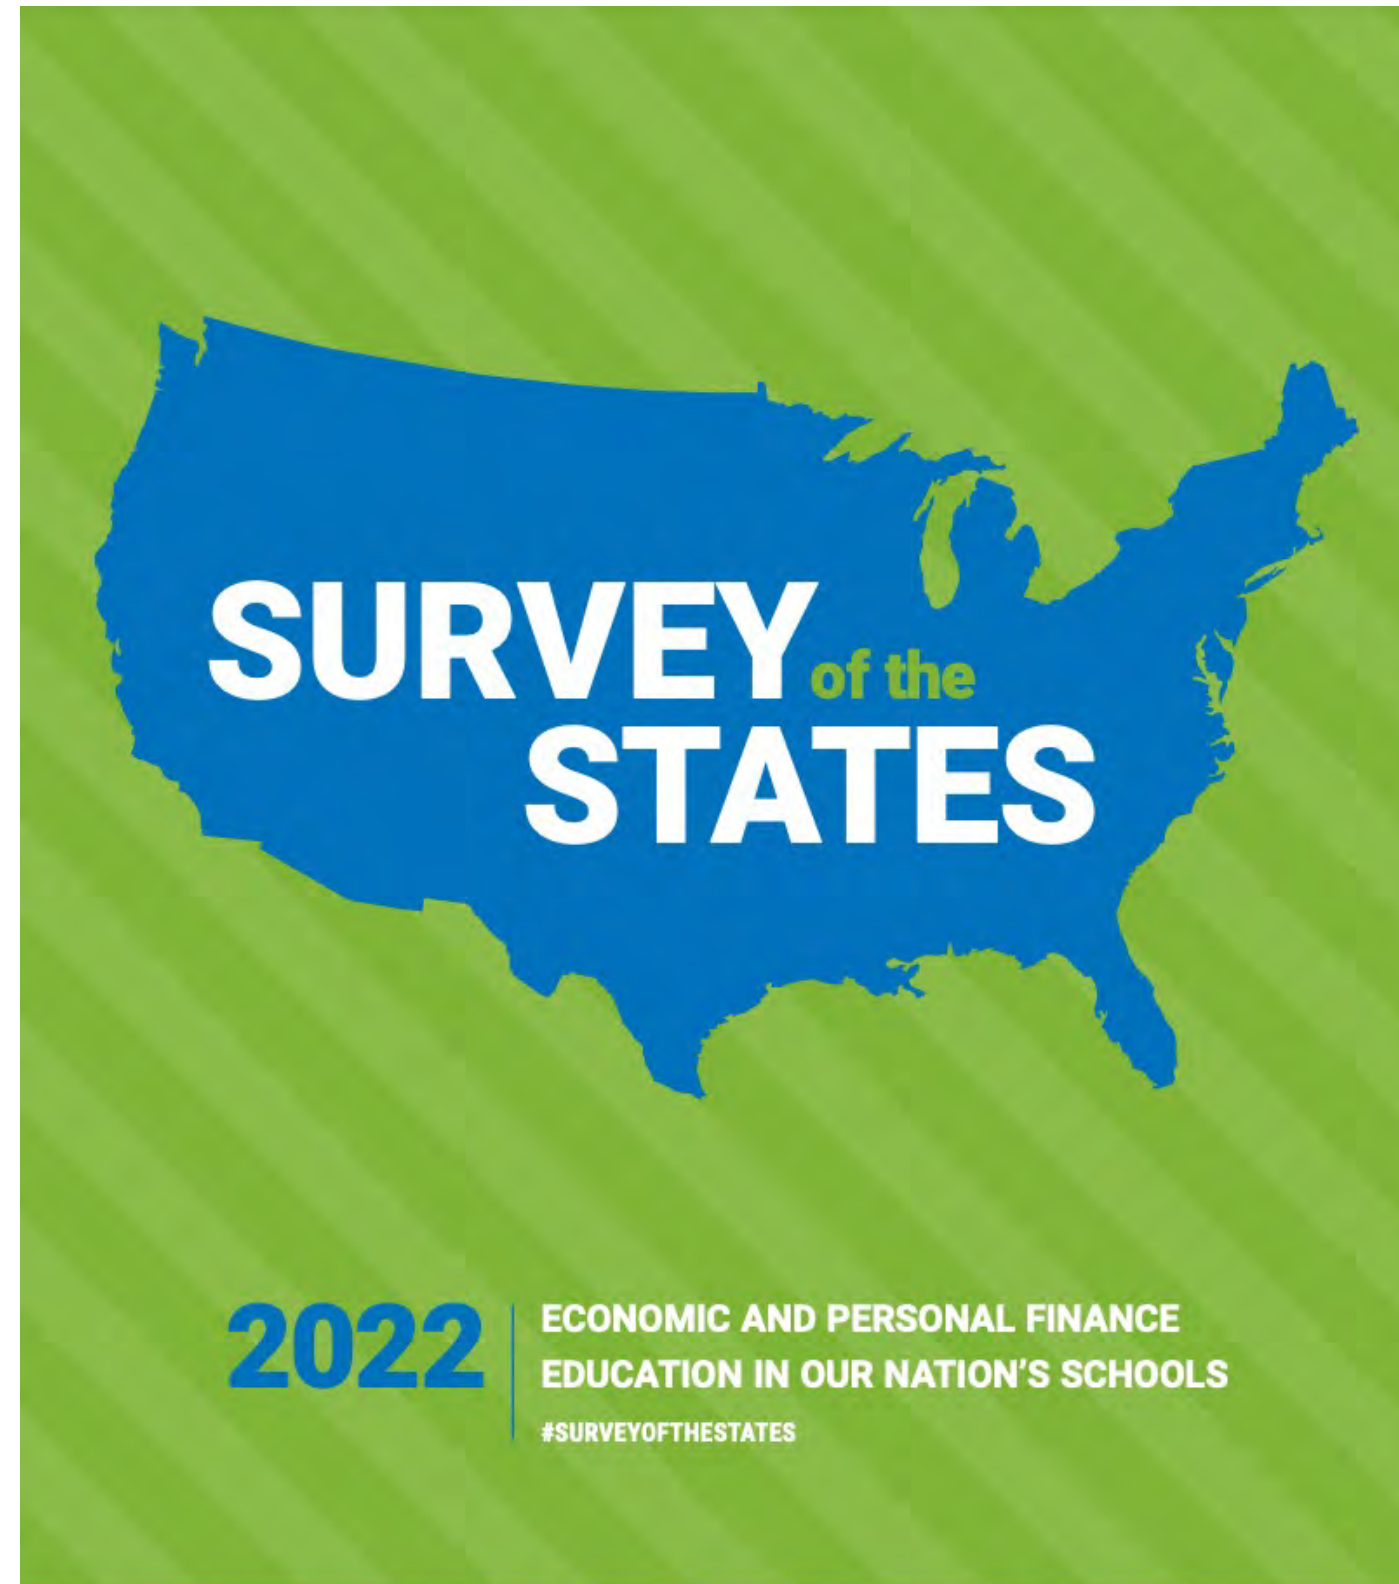 SURVEY of the
STATES
2022
ECONOMIC AND PERSONAL FINANCE
EDUCATION IN OUR NATION'S SCHOOLS
#SURVEYOFTHESTATES